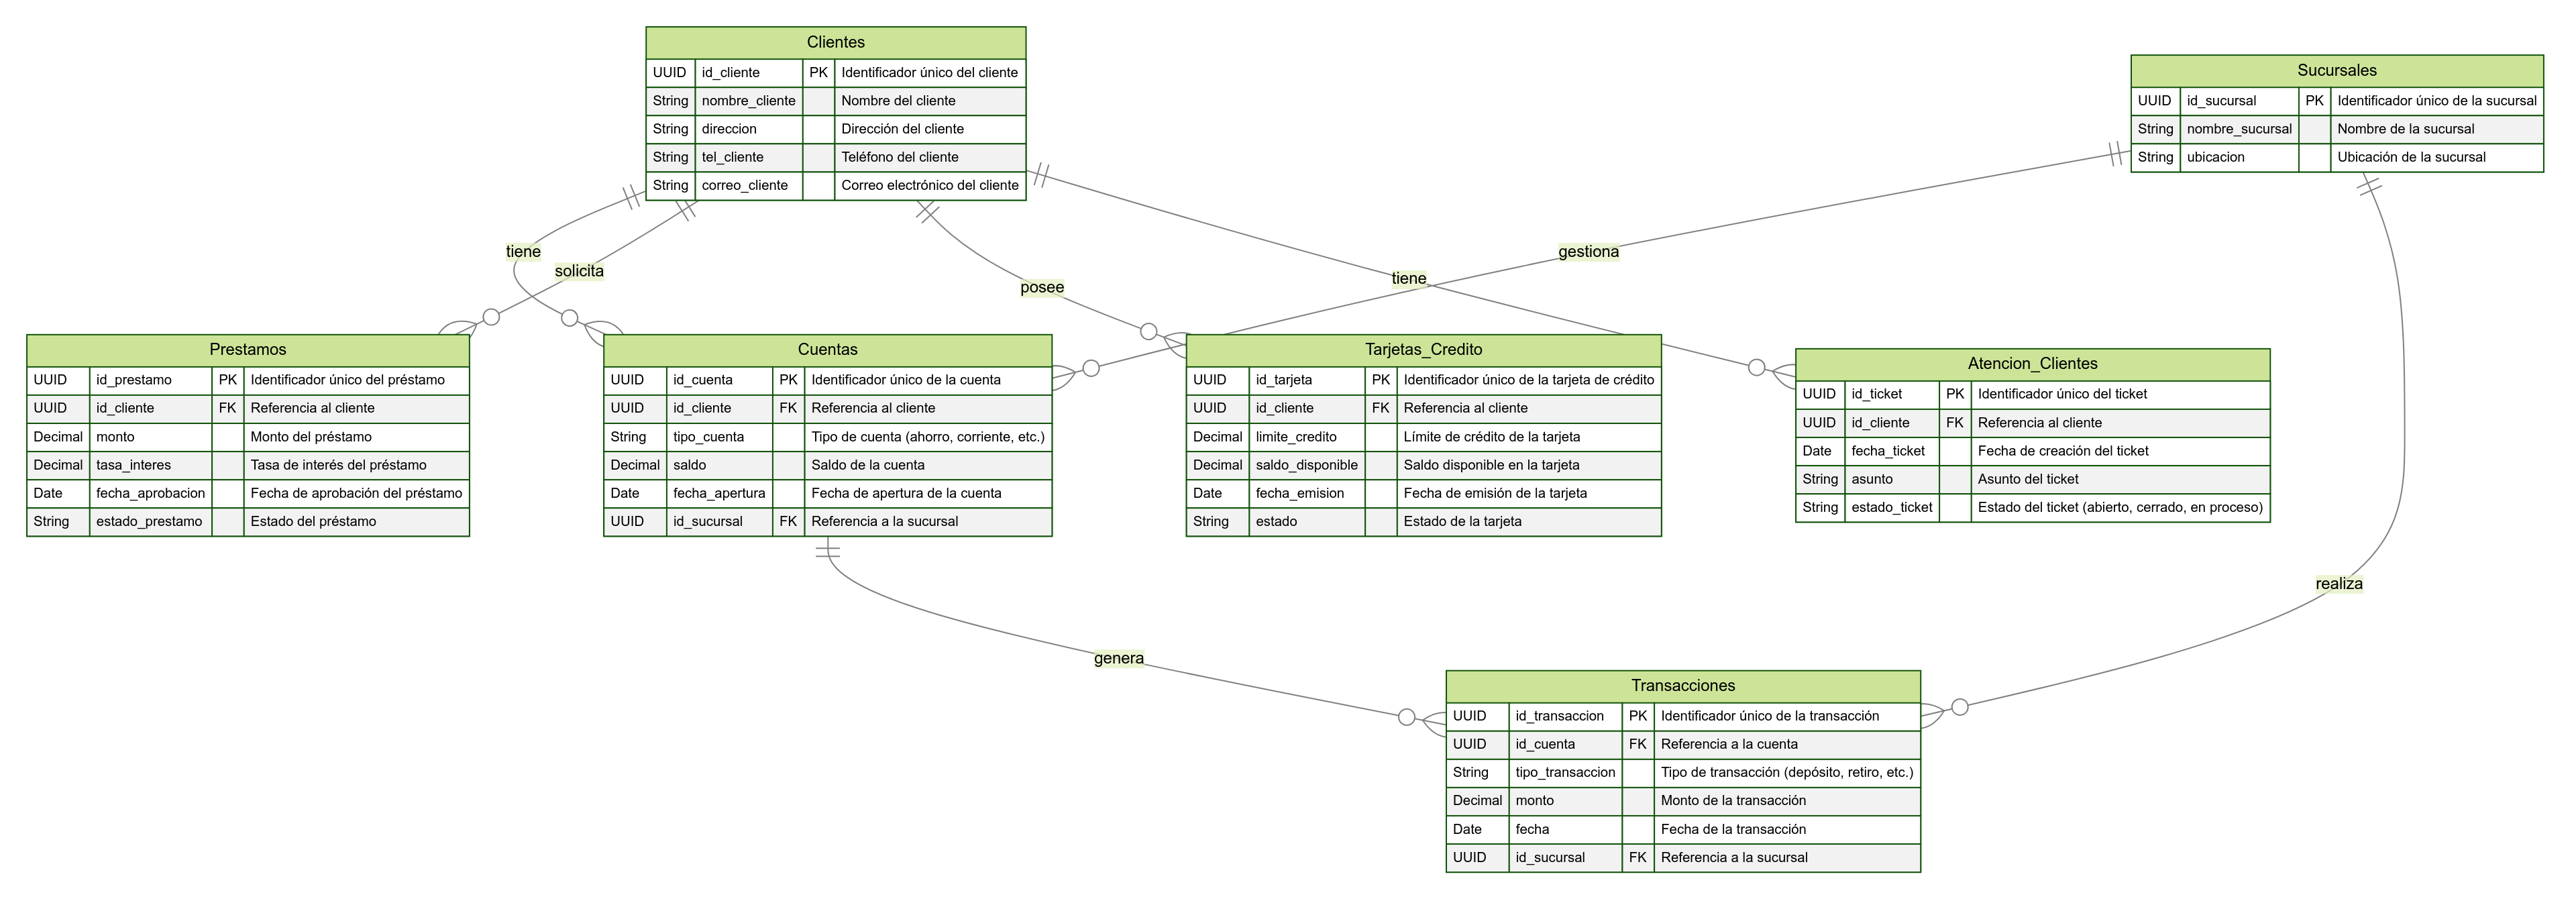 Clientes
UUID id_cliente PK Identificador único del cliente
String nombre_cliente Nombre del cliente
String direccion Dirección del cliente
String tel_cliente Teléfono del cliente
String correo_cliente Correo electrónico del cliente
Sucursales
UUID id_sucursal PK Identificador único de la sucursal
String nombre_sucursal Nombre de la sucursal
String ubicacion Ubicación de la sucursal
tiene
solicita
posee
tiene
gestiona
Prestamos
UUID id_prestamo PK Identificador único del préstamo
UUID id_cliente FK Referencia al cliente
Decimal monto Monto del préstamo
Decimal tasa_interes Tasa de interés del préstamo
Date fecha_aprobacion Fecha de aprobación del préstamo
String estado_prestamo Estado del préstamo
Cuentas
UUID id_cuenta PK Identificador único de la cuenta
UUID id_cliente FK Referencia al cliente
String tipo_cuenta Tipo de cuenta (ahorro, corriente, etc.)
Decimal saldo Saldo de la cuenta
Date fecha_apertura Fecha de apertura de la cuenta
UUID id_sucursal FK Referencia a la sucursal
Tarjetas_Credito
UUID id_tarjeta PK Identificador único de la tarjeta de crédito
UUID id_cliente FK Referencia al cliente
Decimal limite_credito Límite de crédito de la tarjeta
Decimal saldo_disponible Saldo disponible en la tarjeta
Date fecha_emision Fecha de emisión de la tarjeta
String estado Estado de la tarjeta
Atencion_Clientes
UUID id_ticket PK Identificador único del ticket
UUID id_cliente FK Referencia al cliente
Date fecha_ticket Fecha de creación del ticket
String asunto Asunto del ticket
String estado_ticket Estado del ticket (abierto, cerrado, en proceso)
realiza
genera
Transacciones
UUID id_transaccion PK Identificador único de la transacción
UUID id_cuenta FK Referencia a la cuenta
String tipo_transaccion Tipo de transacción (depósito, retiro, etc.)
Decimal monto Monto de la transacción
Date fecha Fecha de la transacción
UUID id_sucursal FK Referencia a la sucursal